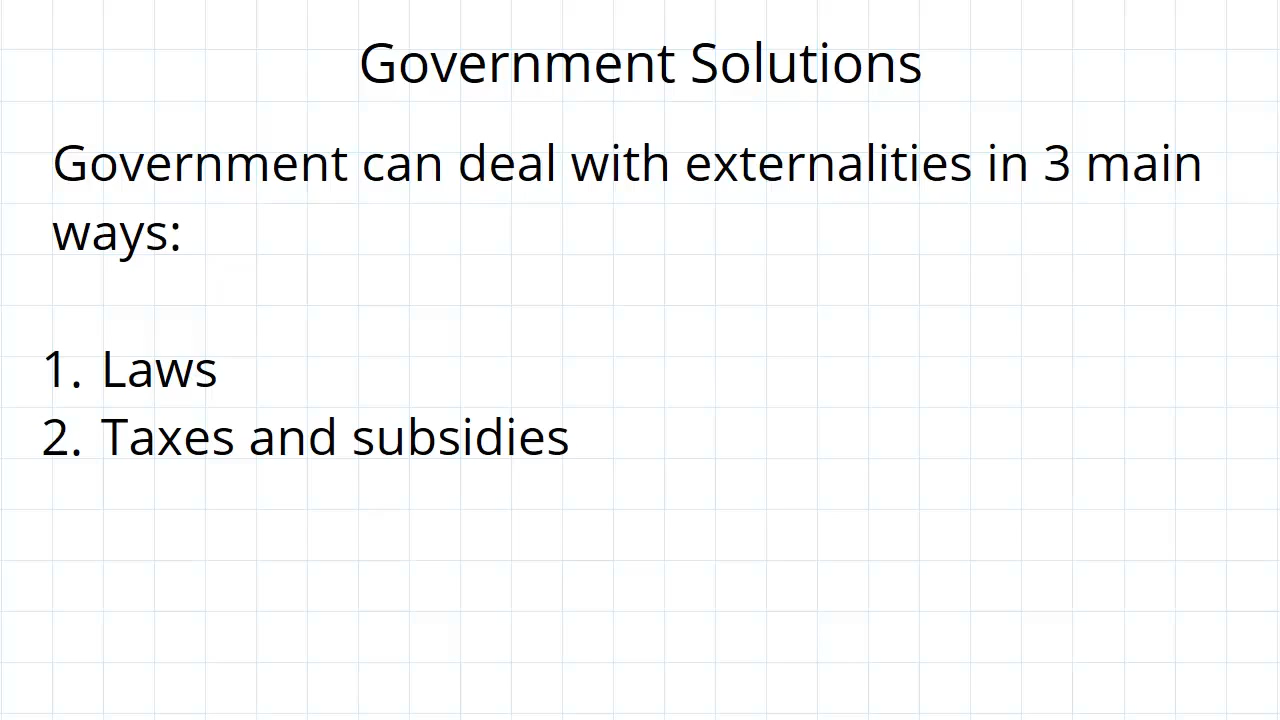 Government Solutions
Government can deal with externalities in 3 main
ways:
1. Laws
2. Taxes and subsidies